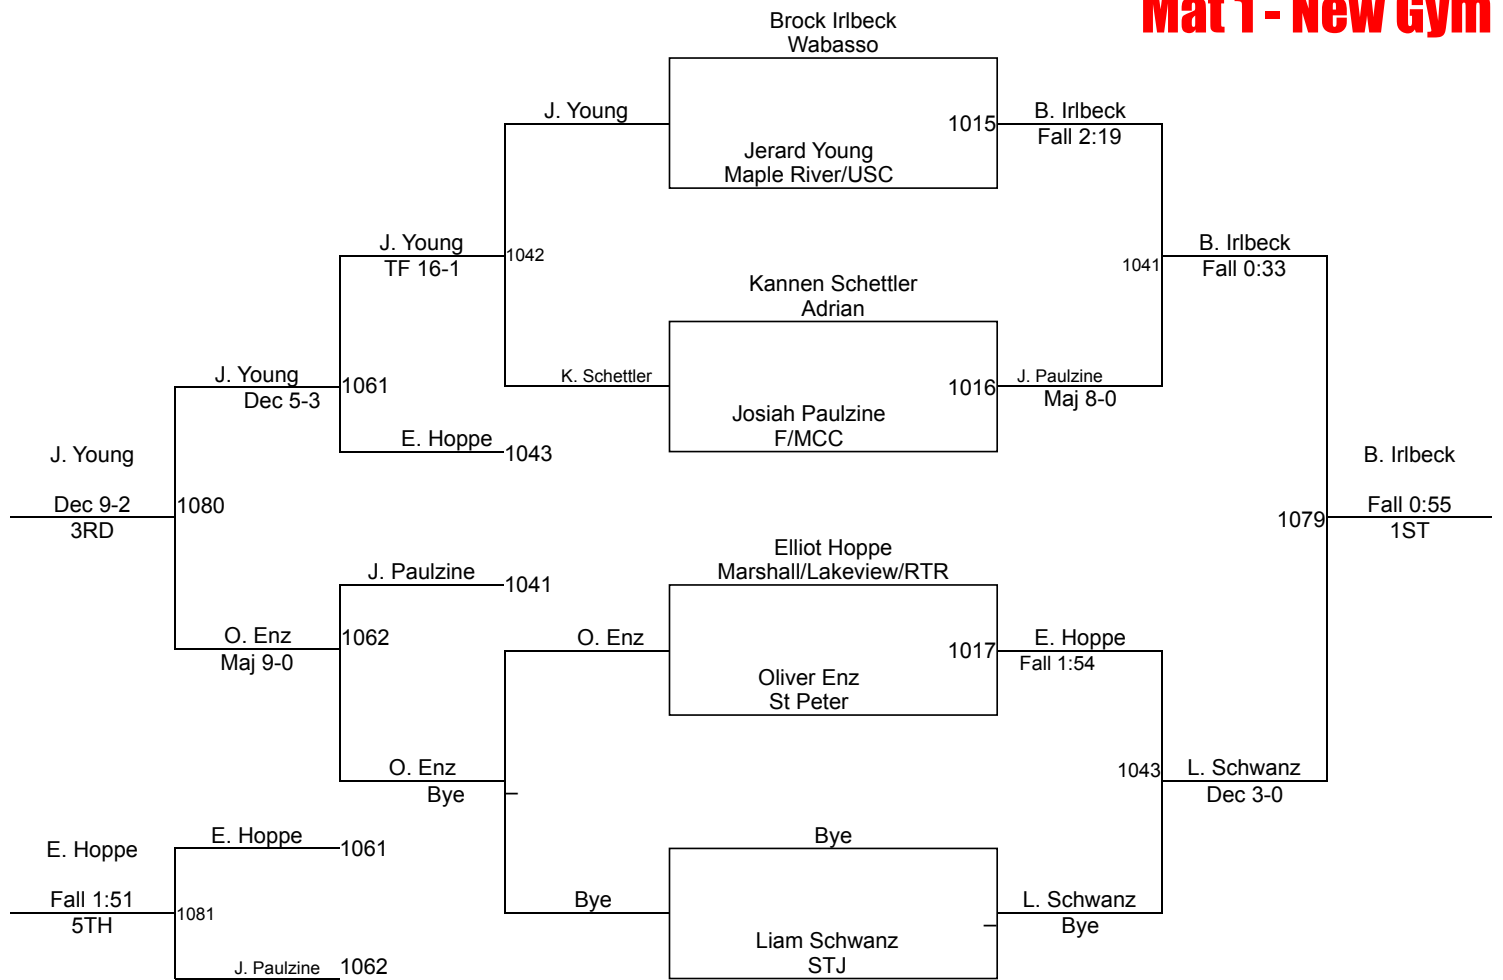 Mat 1 - New Gym
Brock Irlbeck
Wabasso
J. Young
1015
B. Irlbeck
Fall 2:19
Jerard Young
Maple River/USC
J. Young
TF 16-1
1042
1041
B. Irlbeck
Fall 0:33
Kannen Schettler
Adrian
J. Young
Dec 5-3
1061
K. Schettler
1016
J. Paulzine
Maj 8-0
Josiah Paulzine
F/MCC
E. Hoppe
1043
J. Young
Dec 9-2
3RD
1080
B. Irlbeck
1079
Fall 0:55
1ST
Elliot Hoppe
Marshall/Lakeview/RTR
J. Paulzine
1041
O. Enz
Maj 9-0
1062
O. Enz
1017
E. Hoppe
Fall 1:54
Oliver Enz
St Peter
O. Enz
Bye
1043
L. Schwanz
Dec 3-0
E. Hoppe
1061
Bye
E. Hoppe
Fall 1:51
5TH
1081
Bye
L. Schwanz
Bye
Liam Schwanz
STJ
J. Paulzine
1062